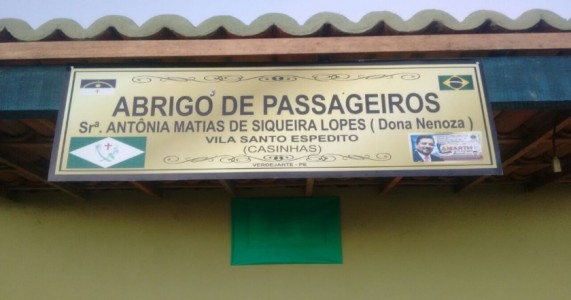 ABRIGO DE PASSAGEIROS
Srª. ANTÔNIA MATIAS DE SIQUEIRA LOPES ( Dona Nenoza )
VILA SANTO ESPEDITO
(CASINHAS)
VERDEJANTE - PE